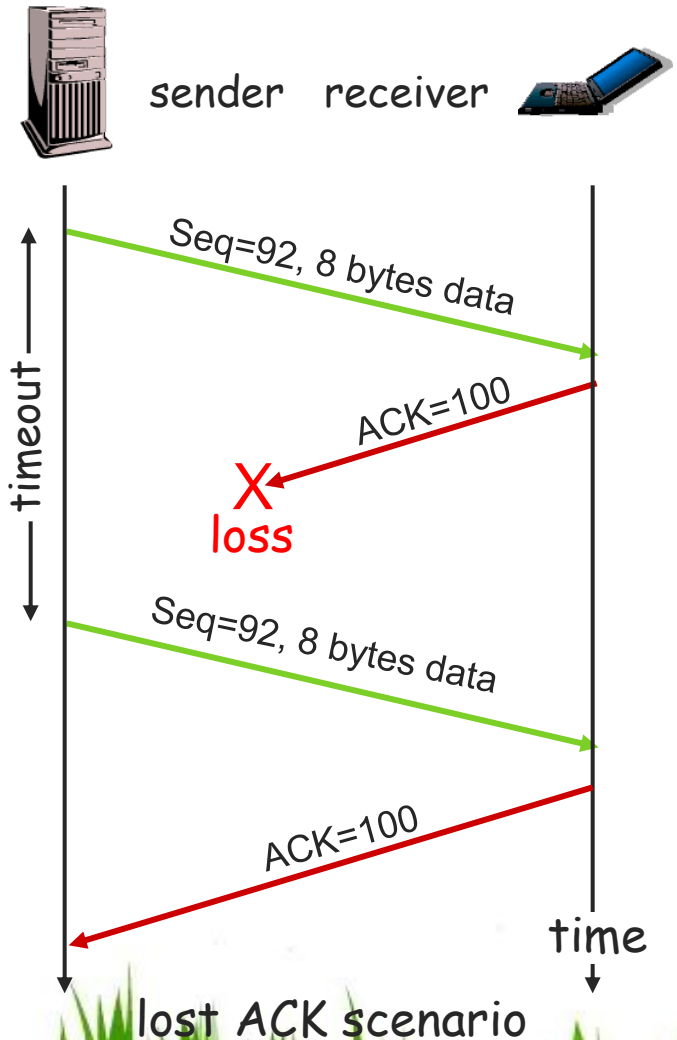 sender receiver
Seq=92, 8 bytes data
timeout
ACK=100
X
loss
Seq=92, 8 bytes data
ACK=100
time
lost ACK scenario